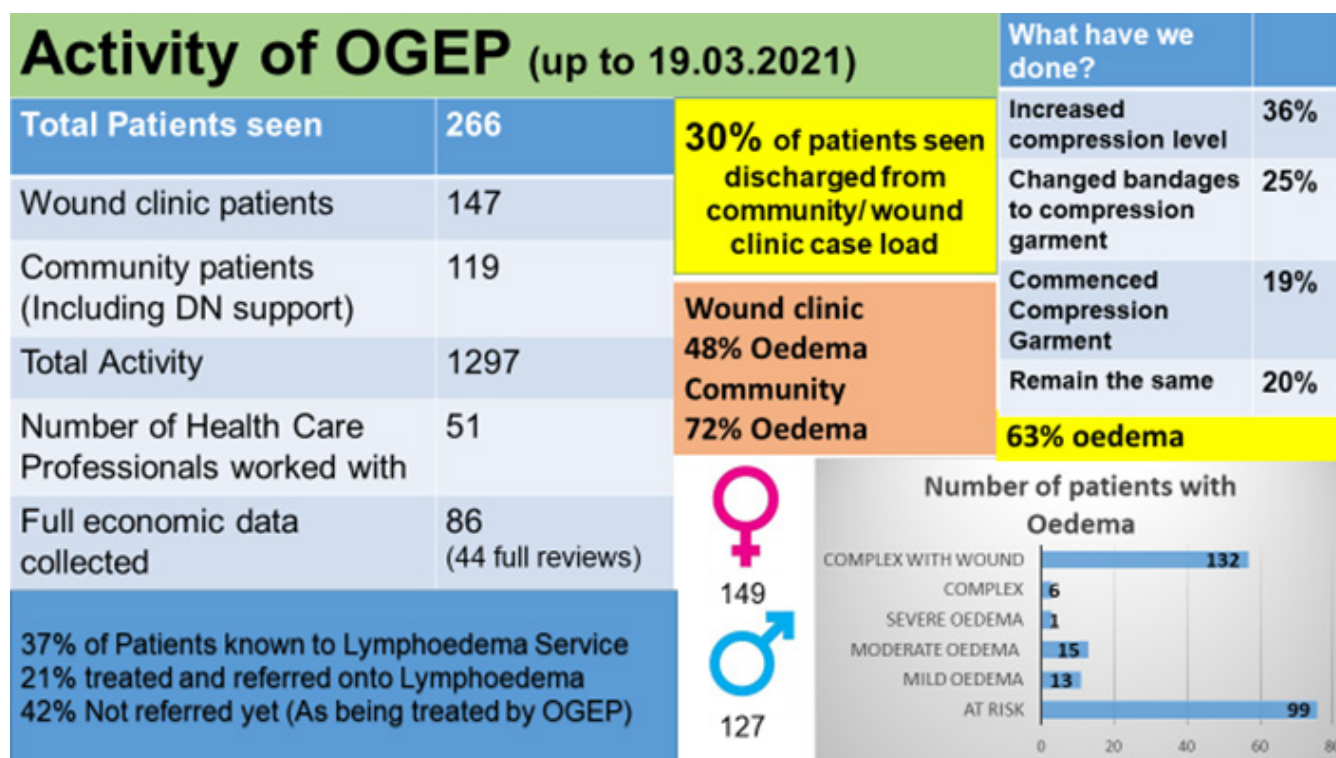 Activity of OGEP (up to 19.03.2021)
Total Patients seen 266
Wound clinic patients 147
Community patients 119
(Including DN support)
Total Activity 1297
Number of Health Care 51
Professionals worked with
Full economic data 86
collected (44 full reviews)
37% of Patients known to Lymphoedema Service
21% treated and referred onto Lymphoedema
42% Not referred yet (As being treated by OGEP)
30% of patients seen
discharged from
community/ wound
clinic case load
Wound clinic
48% Oedema
Community
72% Oedema
149
127
What have we
done?
Increased 36%
compression level
Changed bandages 25%
to compression
garment
Commenced 19%
Compression
Garment
Remain the same 20%
63% oedema
Number of patients with
Oedema
COMPLEX WITH WOUND 132
COMPLEX 6
SEVERE OEDEMA 1
MODERATE OEDEMA 15
MILD OEDEMA 13
AT RISK 99
0 20 40 60